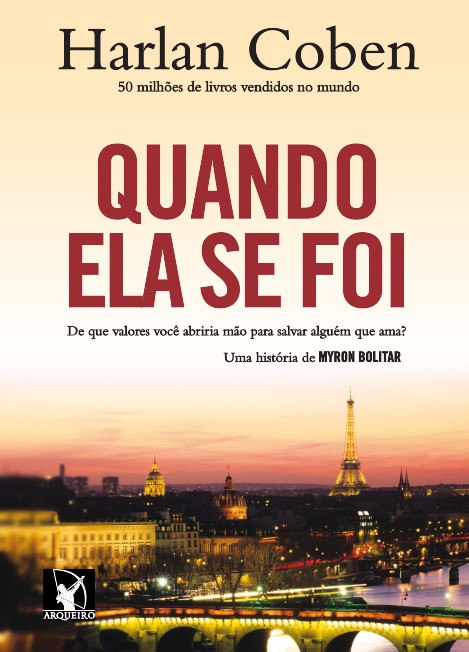 Harlan Coben
50 milhões de livros vendidos no mundo
QUANDO
ELA SE FOI
De que valores você abriria mão para salvar alguém que ama?
Uma história de MYRON BOLITAR
ARQUEIRO